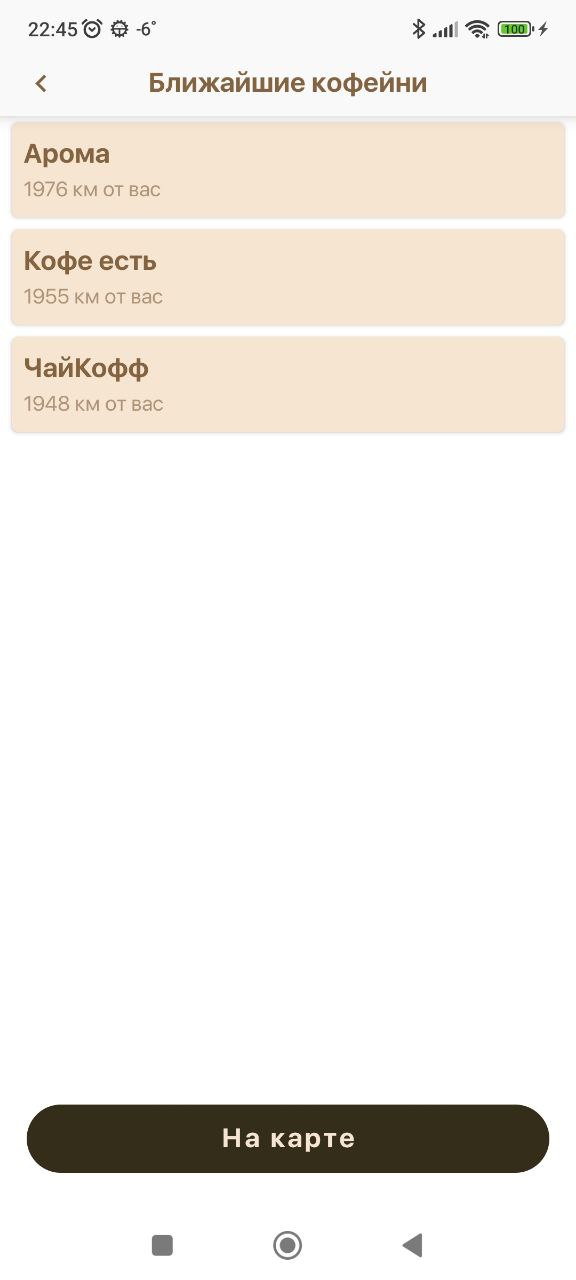 22:45 -6° 100
Ближайшие кофейни
Арома
1976 км от вас
Кофе есть
1955 км от вас
ЧайКофф
1948 км от вас
На карте